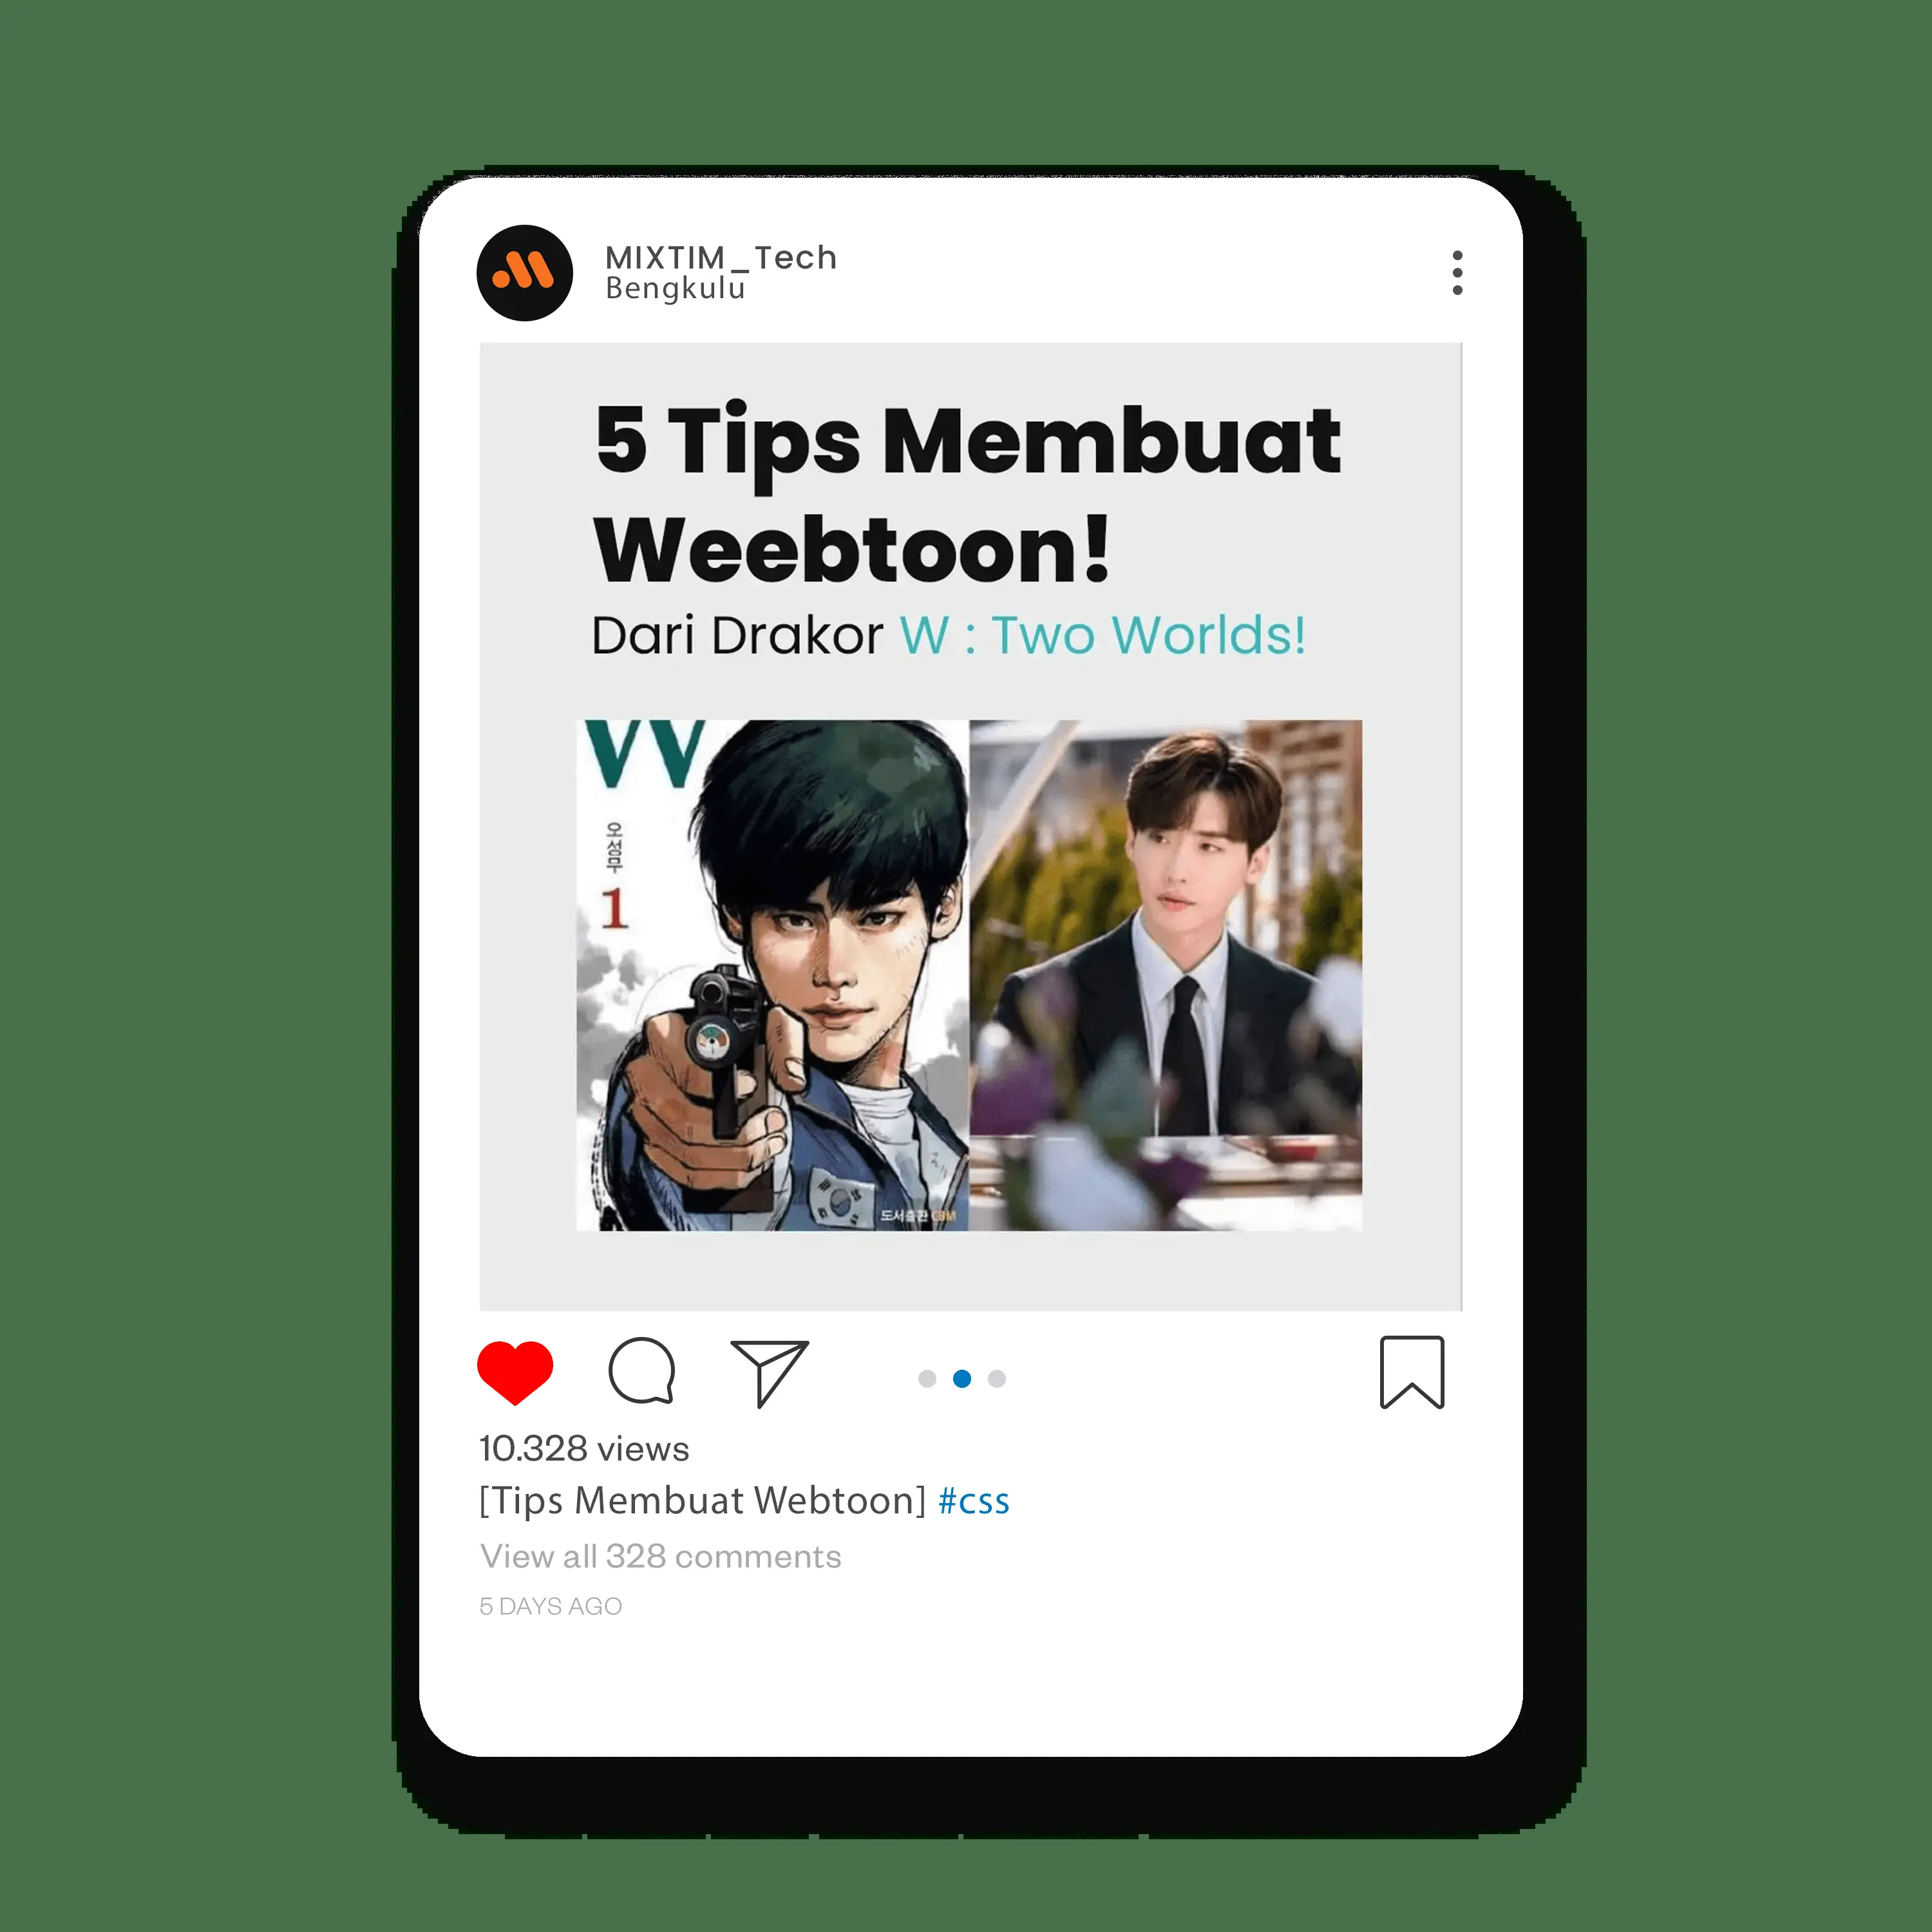 MIXTIM_Tech
Bengkulu
5 Tips Membuat
Weebtoon!
Dari Drakor W : Two Worlds!
W
오성무
1
도서출판 CBM
10.328 views
[Tips Membuat Webtoon] #css
View all 328 comments
5 DAYS AGO